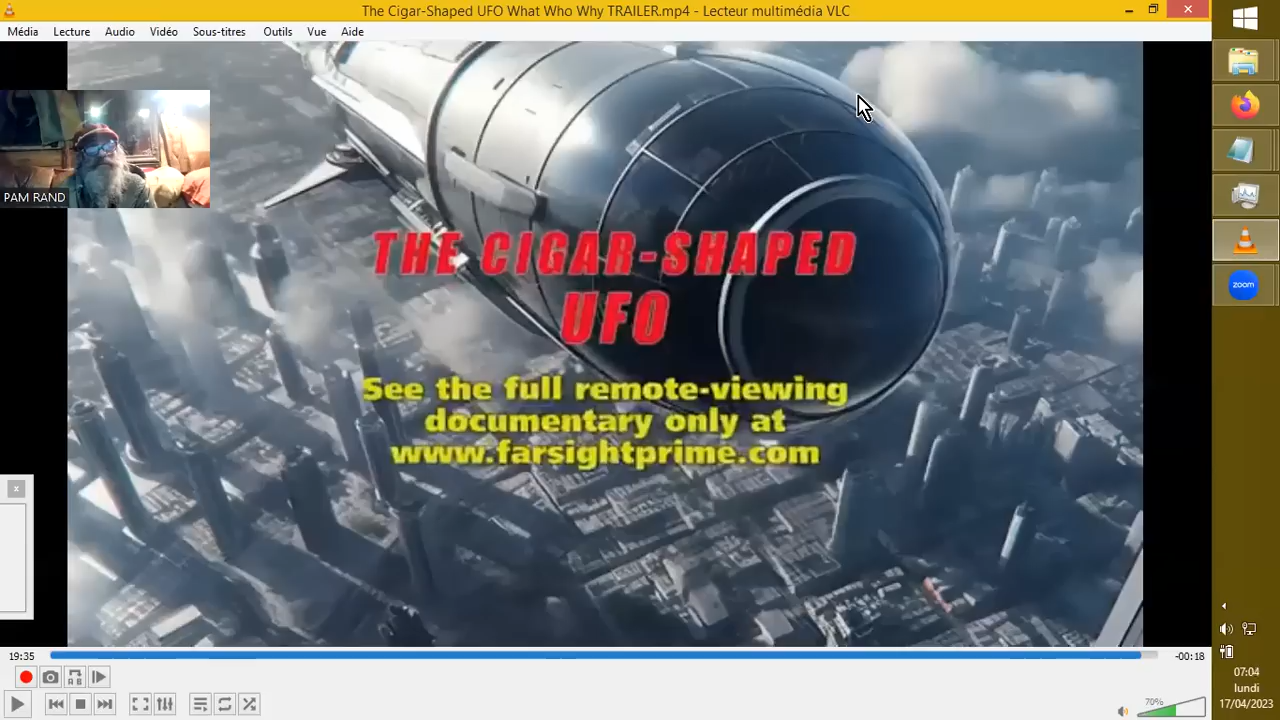 The Cigar-Shaped UFO What Who Why TRAILER.mp4 - Lecteur multimédia VLC
Média Lecture Audio Vidéo Sous-titres Outils Vue Aide
PAM RAND
THE CIGAR-SHAPED
UFO
See the full remote-viewing
documentary only at
www.farsightprime.com
zoom
19:35
-00:18
A B
70%
07:04
lundi
17/04/2023